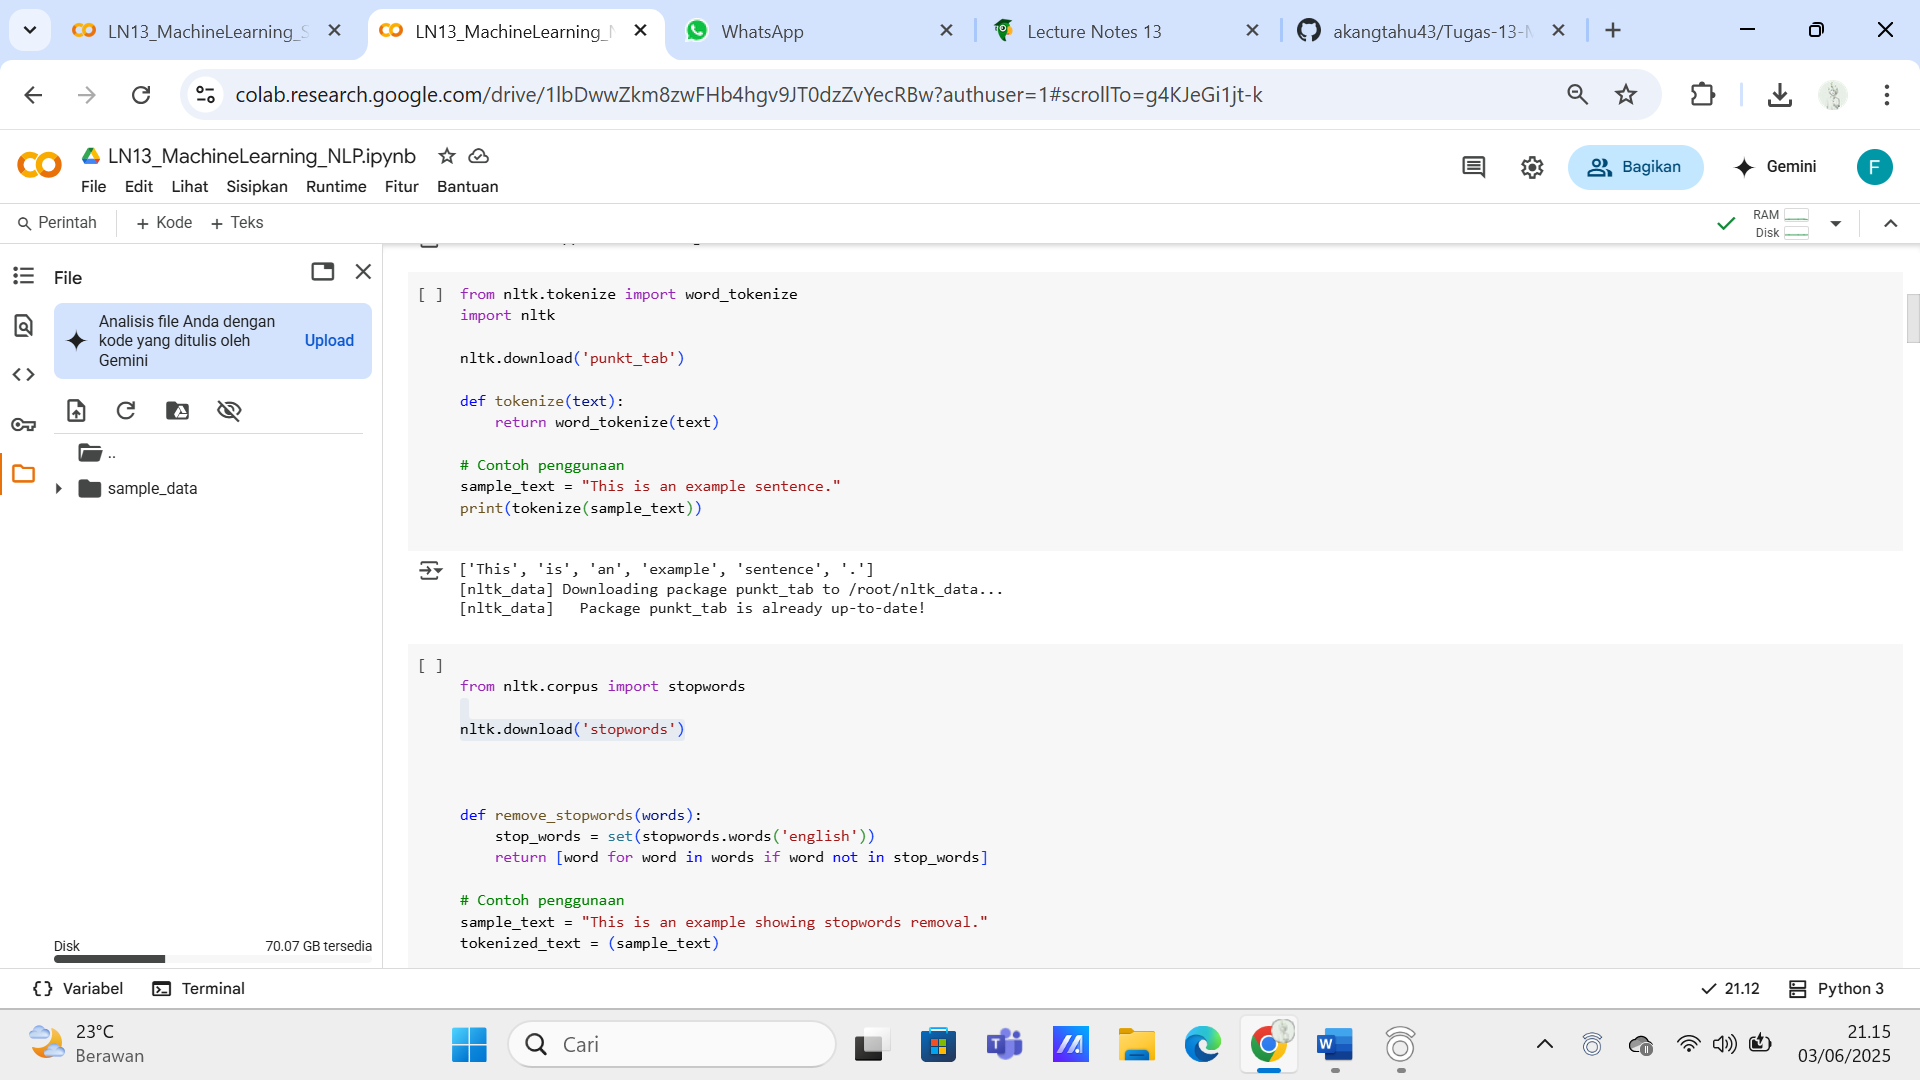 LN13_MachineLearning_S
LN13_MachineLearning_N
WhatsApp
Lecture Notes 13
akangtahu43/Tugas-13-M
colab.research.google.com/drive/1lbDwwZkm8zwFHb4hgv9JT0dzZvYecRBw?authuser=1#scrollTo=g4KJeGi1jt-k
LN13_MachineLearning_NLP.ipynb
File Edit Lihat Sisipkan Runtime Fitur Bantuan
Bagikan
Gemini
F
Perintah
+ Kode + Teks
RAM
Disk
File
Analisis file Anda dengan
kode yang ditulis oleh
Gemini
Upload
..
sample_data
Disk 70.07 GB tersedia
[ ] from nltk.tokenize import word_tokenize
import nltk
nltk.download('punkt_tab')
def tokenize(text):
return word_tokenize(text)
# Contoh penggunaan
sample_text = "This is an example sentence."
print(tokenize(sample_text))
['This', 'is', 'an', 'example', 'sentence', '.']
[nltk_data] Downloading package punkt_tab to /root/nltk_data...
[nltk_data] Package punkt_tab is already up-to-date!
[ ]
from nltk.corpus import stopwords
nltk.download('stopwords')
def remove_stopwords(words):
stop_words = set(stopwords.words('english'))
return [word for word in words if word not in stop_words]
# Contoh penggunaan
sample_text = "This is an example showing stopwords removal."
tokenized_text = (sample_text)
Variabel
Terminal
21.12
Python 3
23°C
Berawan
Cari
21.15
03/06/2025